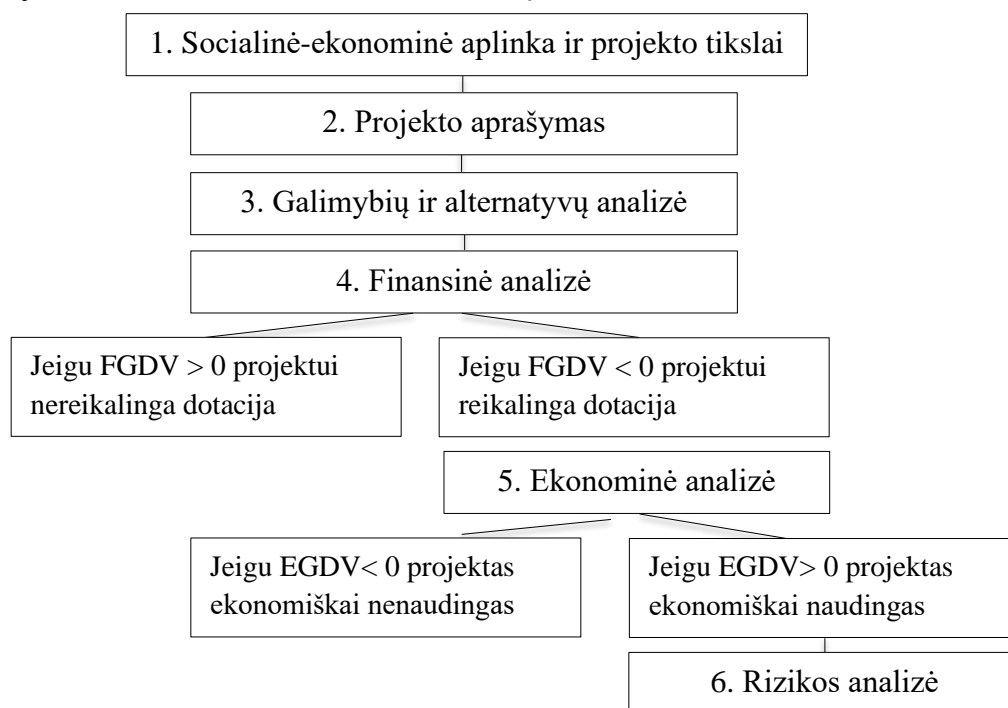 1. Socialinė-ekonominė aplinka ir projekto tikslai
2. Projekto aprašymas
3. Galimybių ir alternatyvų analizė
4. Finansinė analizė
Jeigu FGDV > 0 projektui
nereikalinga dotacija
Jeigu FGDV < 0 projektui
reikalinga dotacija
5. Ekonominė analizė
Jeigu EGDV< 0 projektas
ekonomiškai nenaudingas
Jeigu EGDV> 0 projektas
ekonomiškai naudingas
6. Rizikos analizė